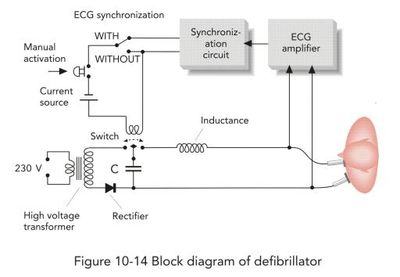 ECG synchronization
WITH
WITHOUT
Manual
activation
Current
source
Synchroniz-
ation
circuit
ECG
amplifier
Switch
Inductance
230 V
C
High voltage
transformer
Rectifier
Figure 10-14 Block diagram of defibrillator